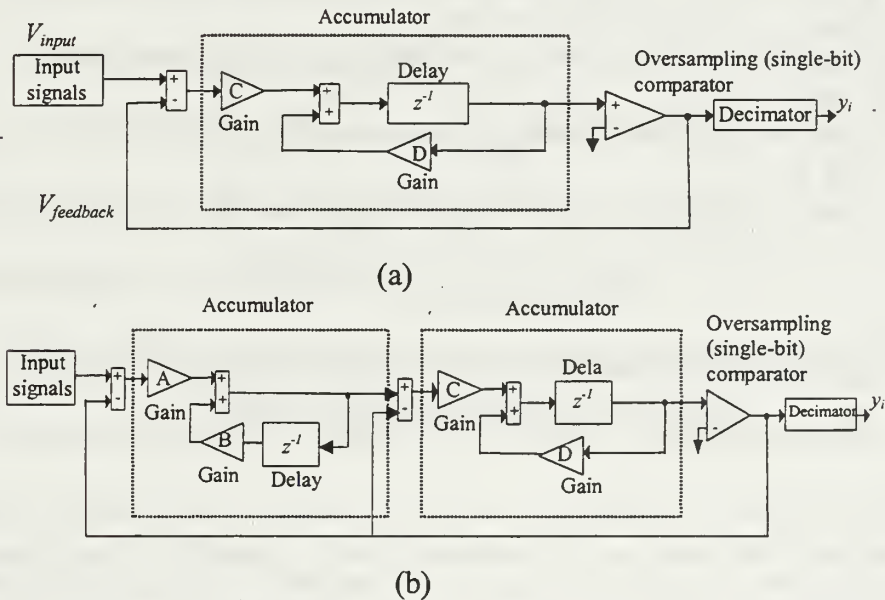 Accumulator
V_input
Input signals
+
-
C
Gain
+
+
Delay
z⁻¹
D
Gain
Oversampling (single-bit)
comparator
+
-
Decimator
y_i
V_feedback
(a)
Accumulator
Accumulator
Oversampling
(single-bit)
comparator
Input
signals
+
-
A
Gain
+
+
B
Gain
z⁻¹
Delay
+
-
C
Gain
+
+
Dela
z⁻¹
D
Gain
-
Decimator
y_i
(b)